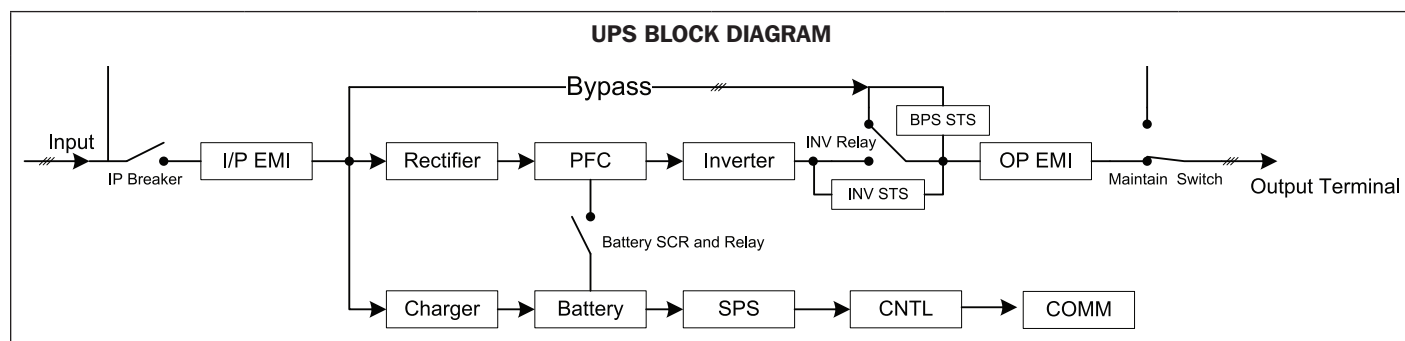 UPS BLOCK DIAGRAM
Bypass
BPS STS
Input
IP Breaker
I/P EMI
Rectifier
PFC
Inverter
INV Relay
INV STS
OP EMI
Maintain Switch
Output Terminal
Battery SCR and Relay
Charger
Battery
SPS
CNTL
COMM